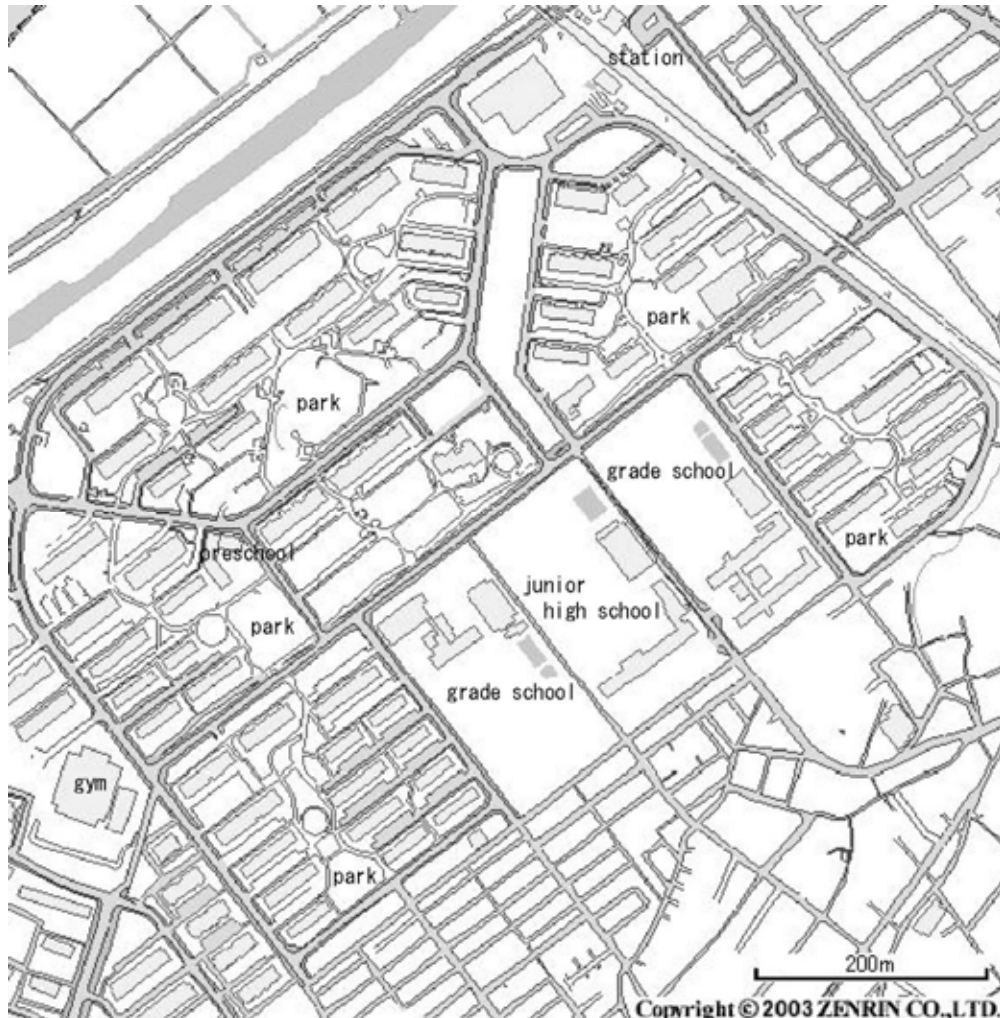 station
park
park
grade school
preschool
park
junior
high school
park
grade school
gym
park
200m
Copyright © 2003 ZENRIN CO.,LTD.